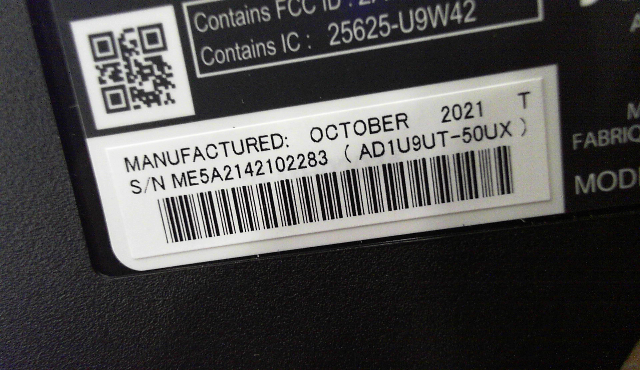 Contains FCC ID :
Contains IC : 25625-U9W42
MANUFACTURED: OCTOBER 2021 T
S/N ME5A2142102283 ( AD1U9UT-50UX )